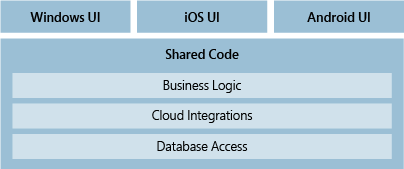 Windows UI
iOS UI
Android UI
Shared Code
Business Logic
Cloud Integrations
Database Access